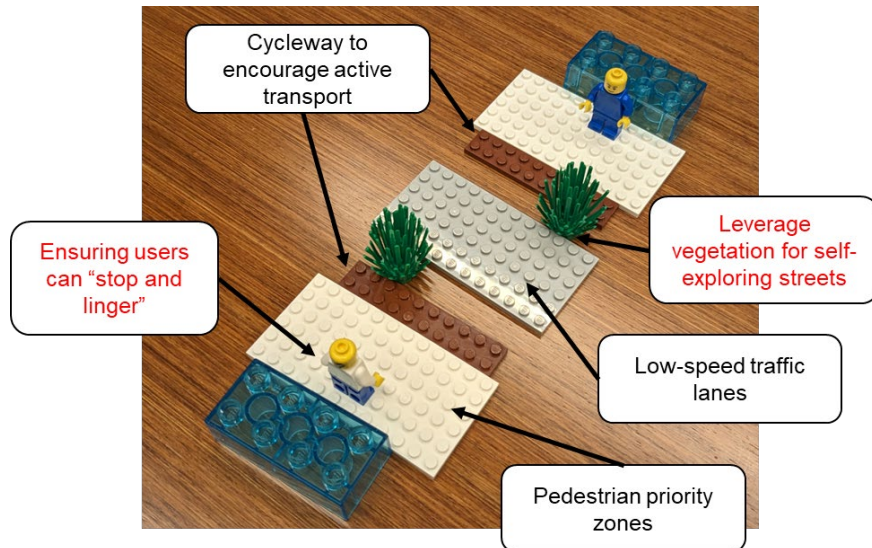 Cycleway to
encourage active
transport
Ensuring users
can “stop and
linger”
Leverage
vegetation for self-
exploring streets
Low-speed traffic
lanes
Pedestrian priority
zones